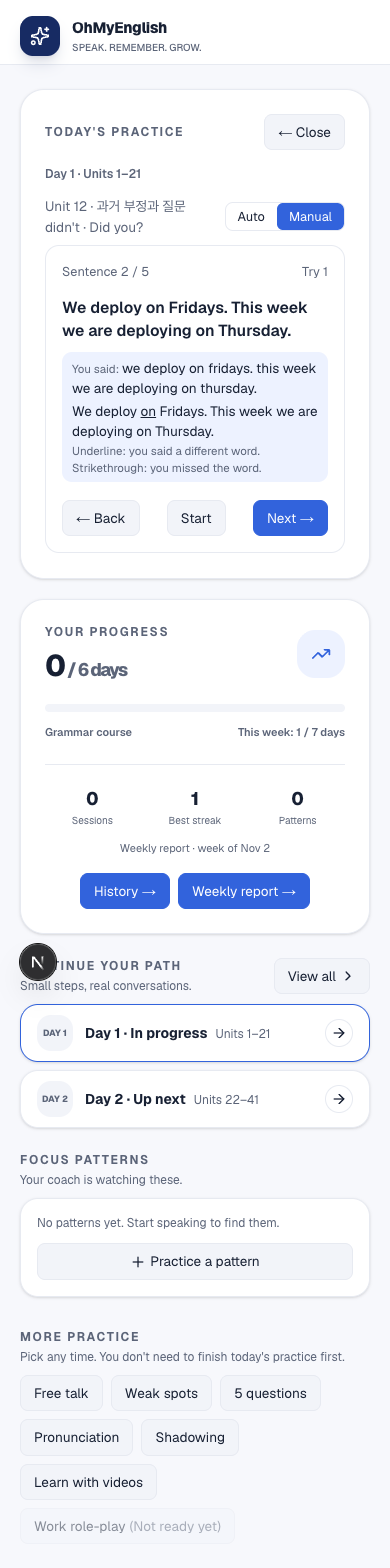 OhMyEnglish
SPEAK. REMEMBER. GROW.
TODAY'S PRACTICE
← Close
Day 1 · Units 1–21
Unit 12 · 과거 부정과 질문
didn't · Did you?
Auto
Manual
Sentence 2 / 5
Try 1
We deploy on Fridays. This week
we are deploying on Thursday.
You said: we deploy on fridays. this week
we are deploying on thursday.
We deploy on Fridays. This week we are
deploying on Thursday.
Underline: you said a different word.
Strikethrough: you missed the word.
← Back
Start
Next →
YOUR PROGRESS
0 / 6 days
Grammar course
This week: 1 / 7 days
0
Sessions
1
Best streak
0
Patterns
Weekly report · week of Nov 2
History →
Weekly report →
N
TINUE YOUR PATH
Small steps, real conversations.
View all
DAY 1
Day 1 · In progress
Units 1–21
DAY 2
Day 2 · Up next
Units 22–41
FOCUS PATTERNS
Your coach is watching these.
No patterns yet. Start speaking to find them.
+ Practice a pattern
MORE PRACTICE
Pick any time. You don't need to finish today's practice first.
Free talk
Weak spots
5 questions
Pronunciation
Shadowing
Learn with videos
Work role-play (Not ready yet)